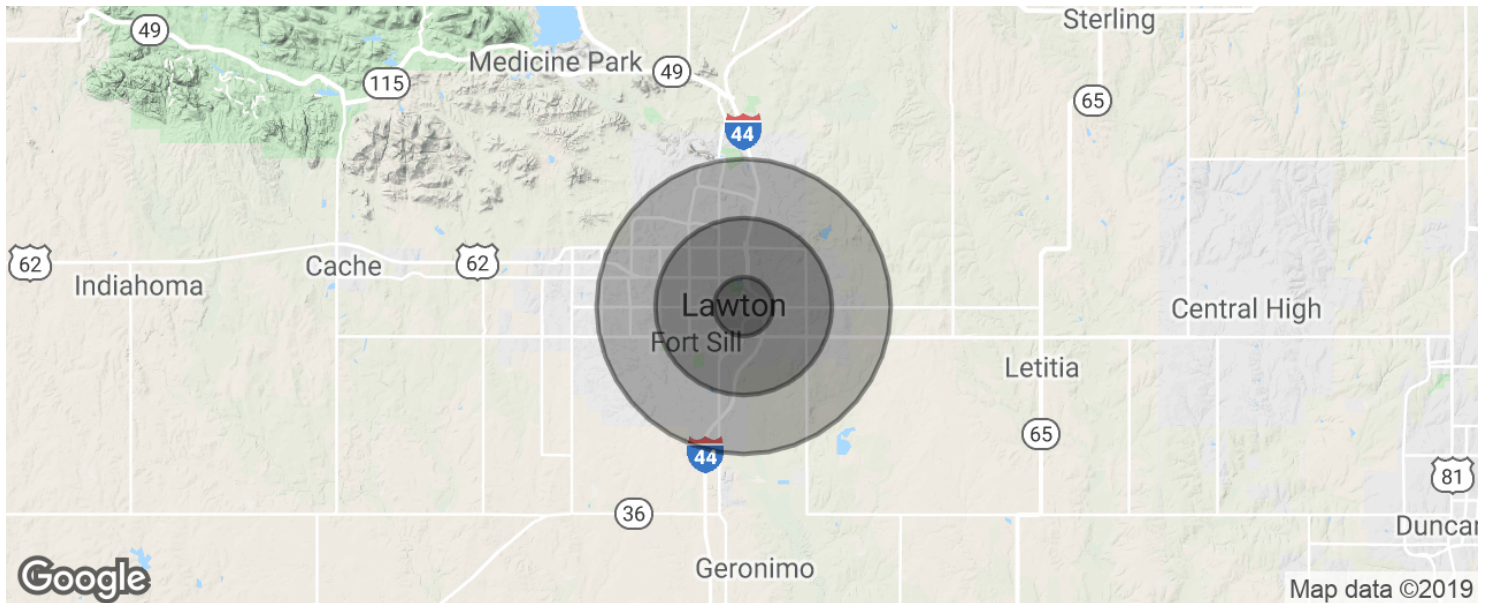 Sterling
49
Medicine Park
49
115
65
44
62
Cache
62
Indiahoma
Lawton
Central High
Fort Sill
Letitia
65
44
81
36
Duncan
Geronimo
Google
Map data ©2019